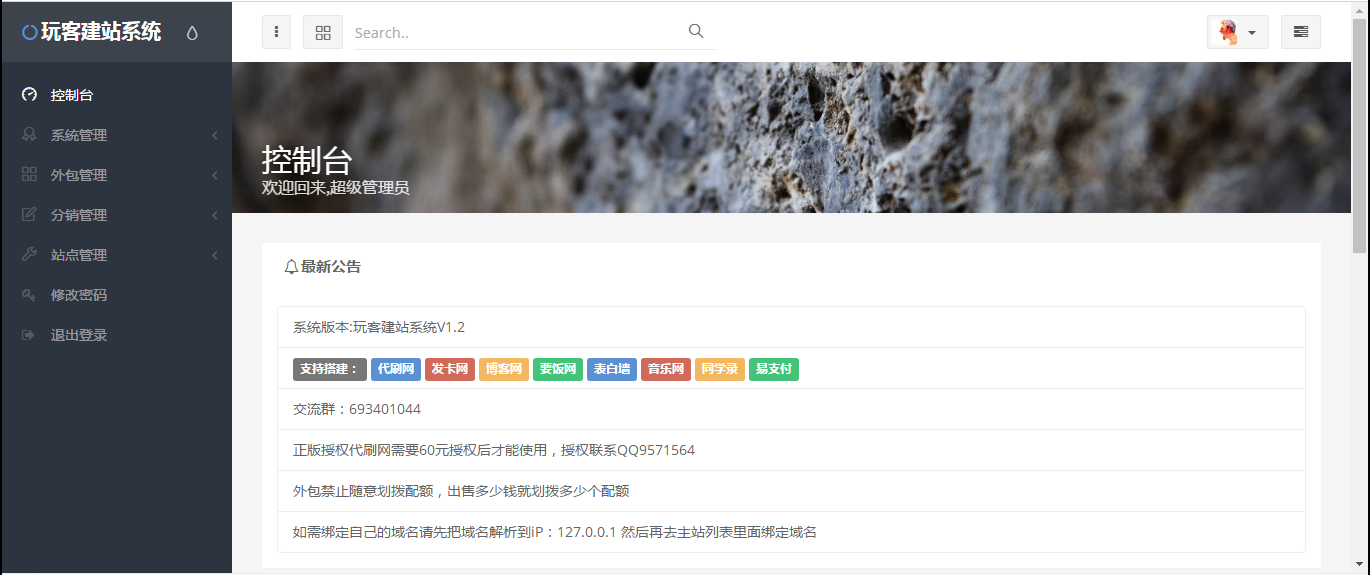 玩客建站系统
Search..
控制台
系统管理
外包管理
分销管理
站点管理
修改密码
退出登录
控制台
欢迎回来,超级管理员
最新公告
系统版本:玩客建站系统V1.2
支持搭建： 代刷网 发卡网 博客网 要饭网 表白墙 音乐网 同学录 易支付
交流群：693401044
正版授权代刷网需要60元授权后才能使用，授权联系QQ9571564
外包禁止随意划拨配额，出售多少钱就划拨多少个配额
如需绑定自己的域名请先把域名解析到iP：127.0.0.1 然后再去主站列表里面绑定域名